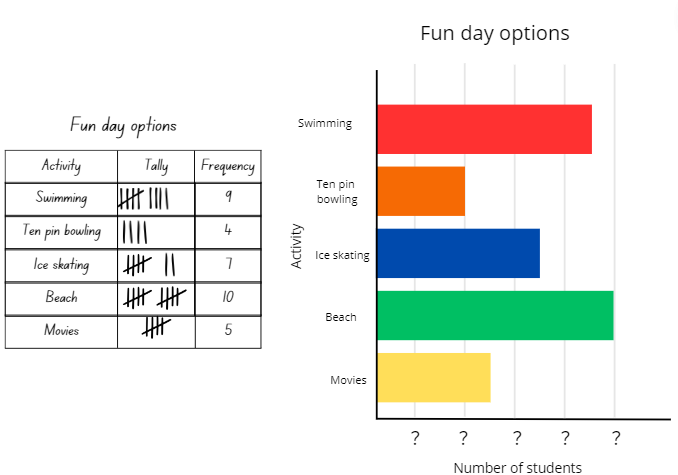 Fun day options
Activity Tally Frequency
Swimming 9
Ten pin bowling 4
Ice skating 7
Beach 10
Movies 5
Fun day options
Swimming
Ten pin
bowling
Ice skating
Beach
Movies
Activity
? ? ? ? ?
Number of students